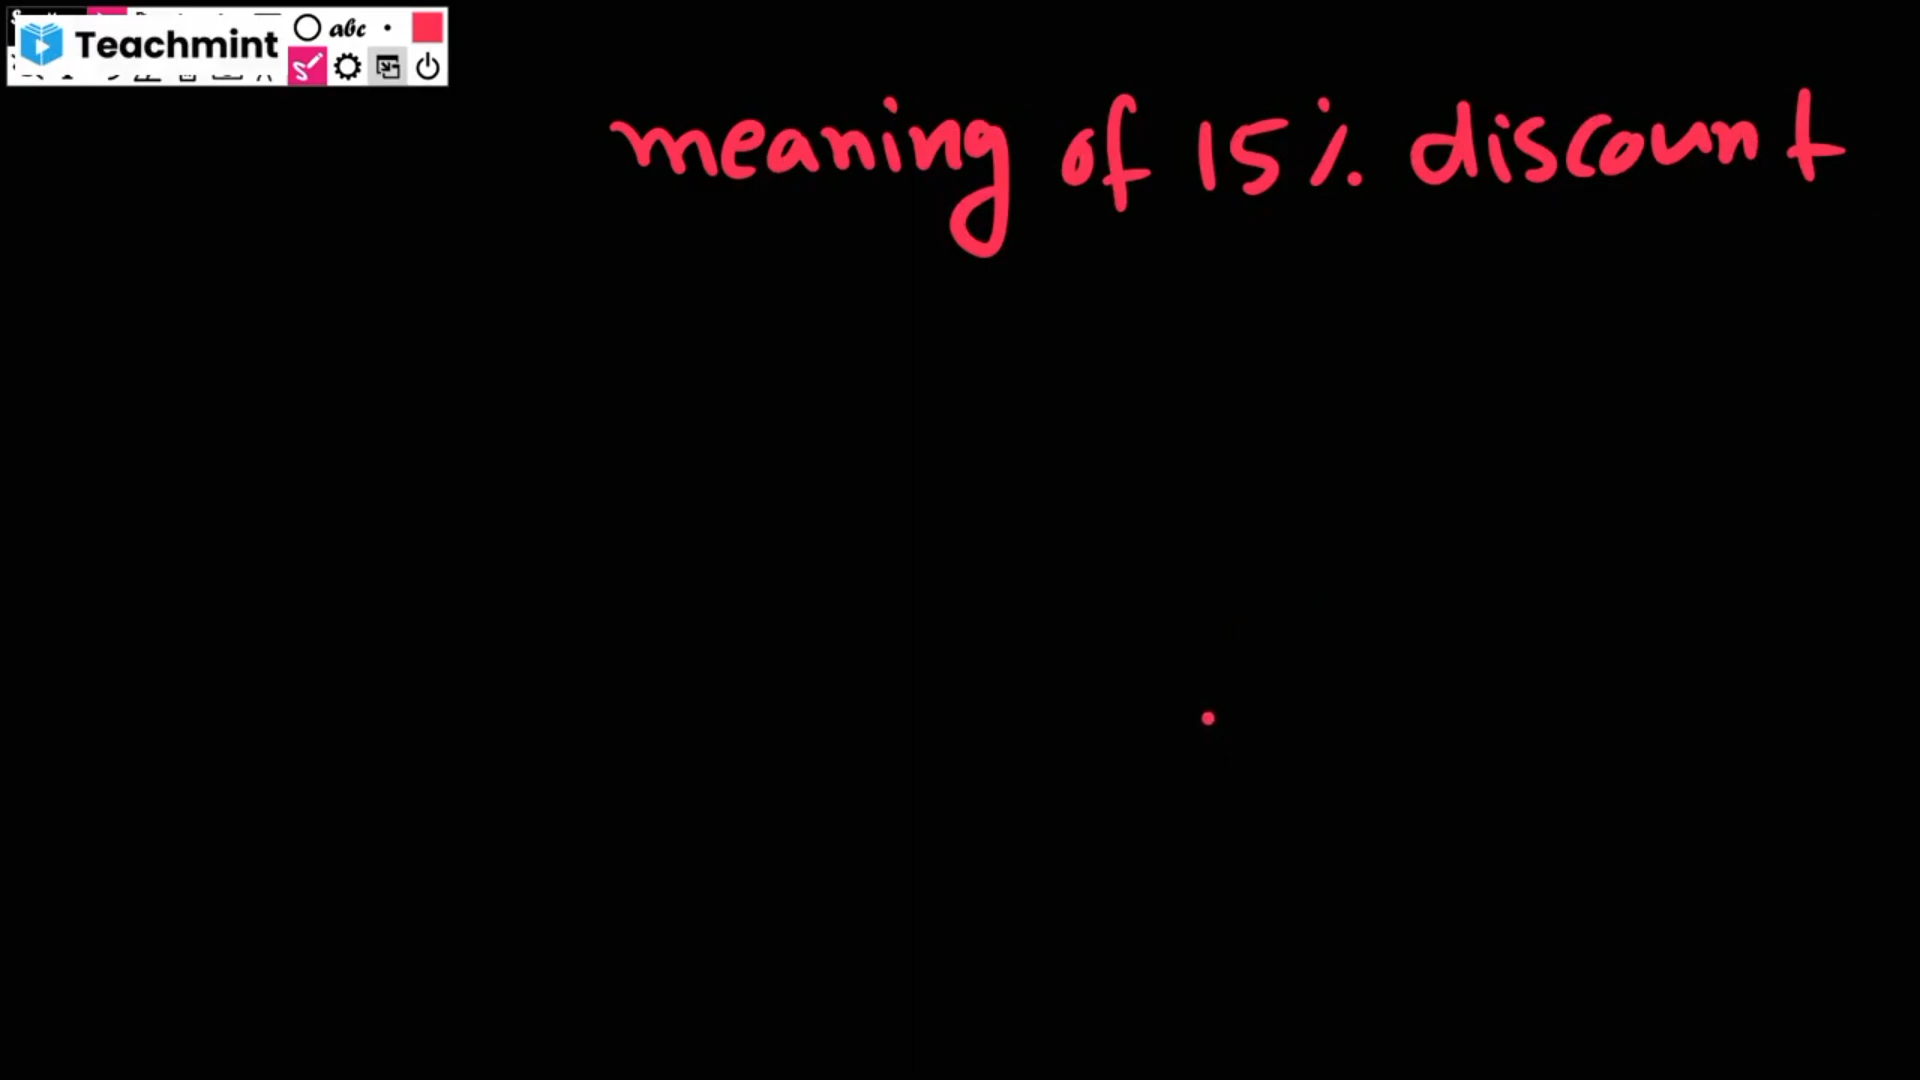 Teachmint
abc
meaning of 15% discount